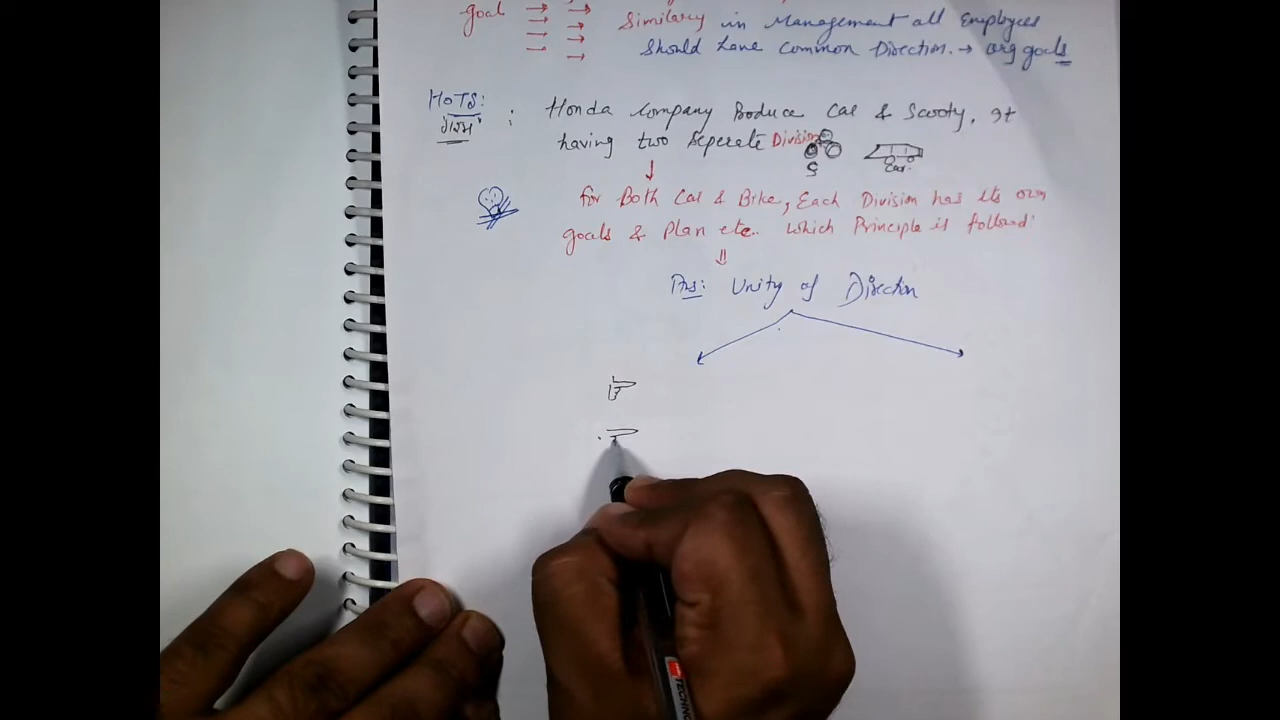 Goal → → Similary in Management all Employees
should have common Direction. → org goals
HOTS: : Honda Company Produce Car & Scooty, It
having two Seperate Division
S Car.
for Both Car & Bike, Each Division has its own
goals & Plan etc.. which Principle is followed
Ans: Unity of Direction
TECHNO